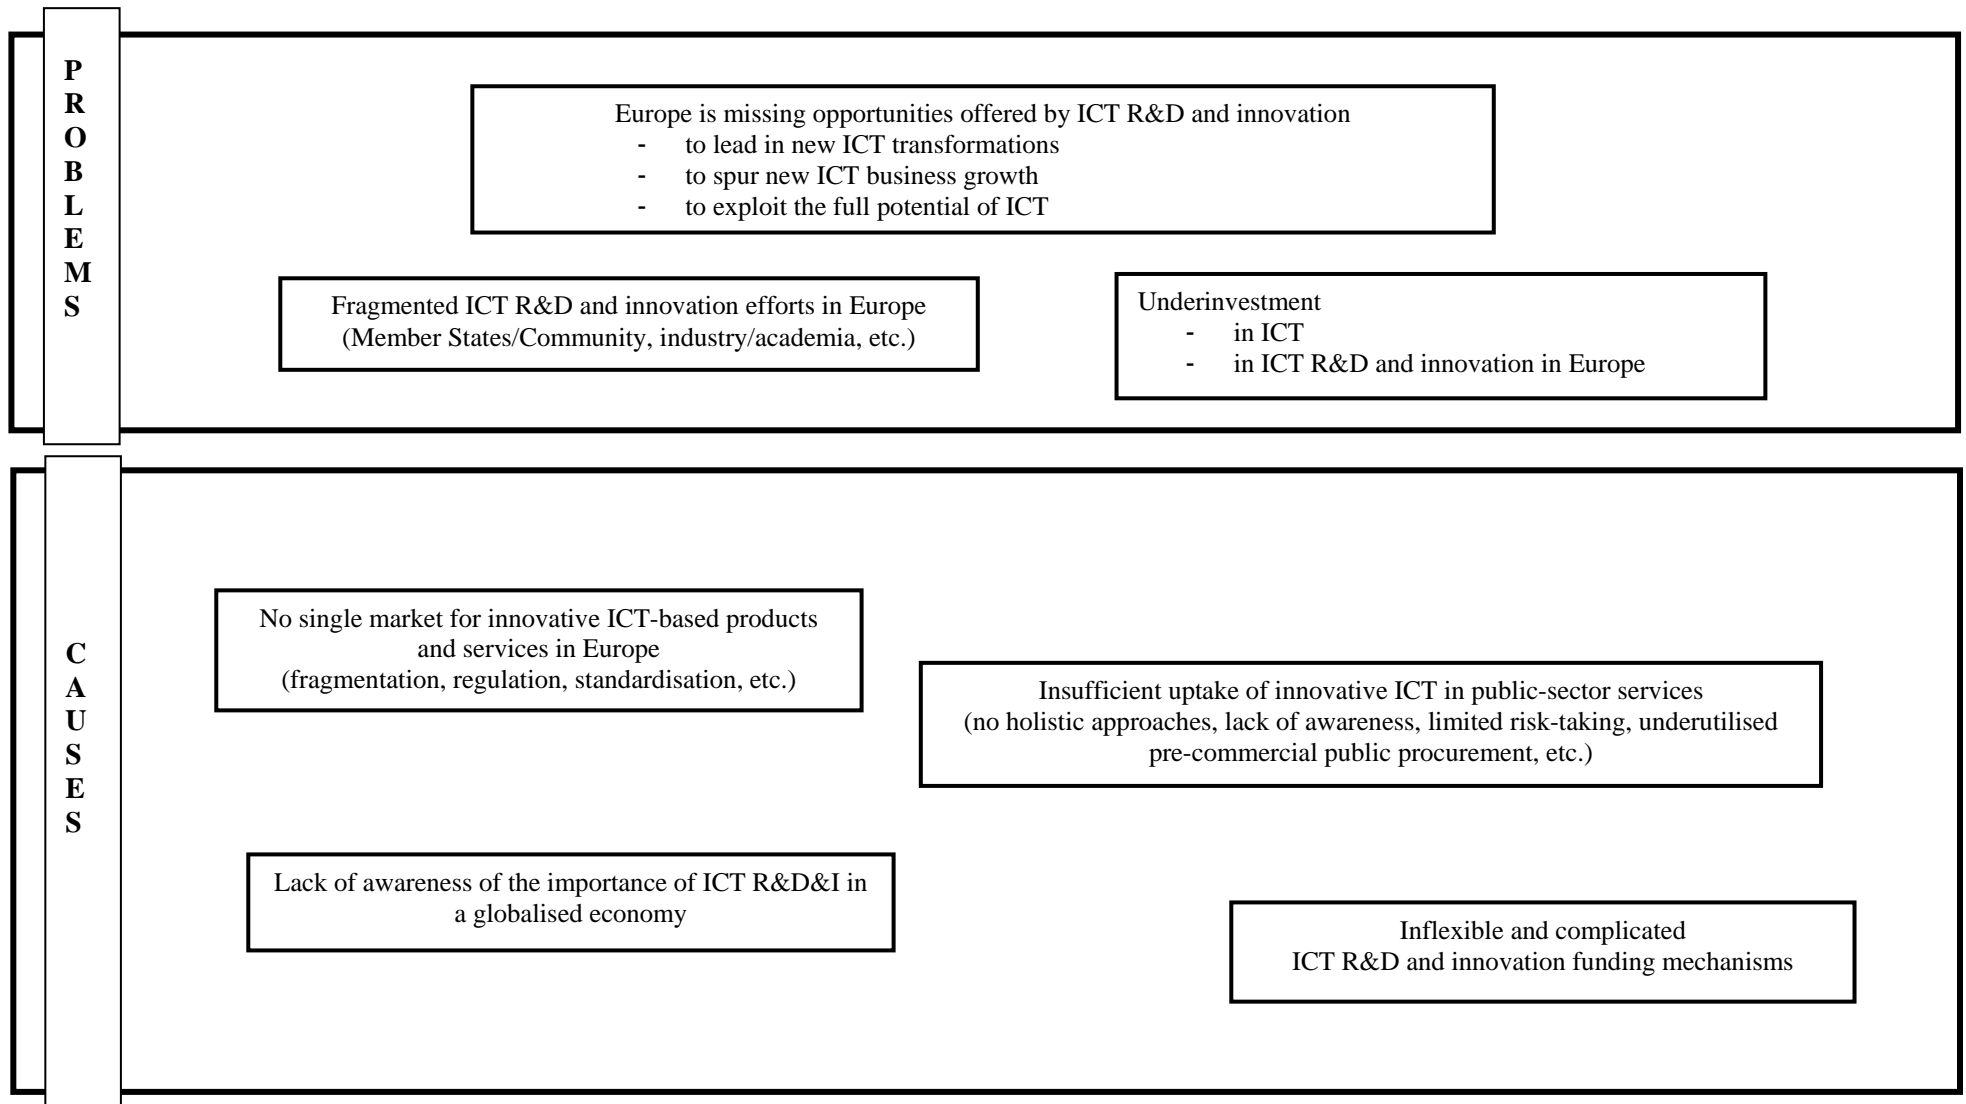 P
R
O
B
L
E
M
S
Europe is missing opportunities offered by ICT R&D and innovation
- to lead in new ICT transformations
- to spur new ICT business growth
- to exploit the full potential of ICT
Fragmented ICT R&D and innovation efforts in Europe
(Member States/Community, industry/academia, etc.)
Underinvestment
- in ICT
- in ICT R&D and innovation in Europe
C
A
U
S
E
S
No single market for innovative ICT-based products
and services in Europe
(fragmentation, regulation, standardisation, etc.)
Insufficient uptake of innovative ICT in public-sector services
(no holistic approaches, lack of awareness, limited risk-taking, underutilised
pre-commercial public procurement, etc.)
Lack of awareness of the importance of ICT R&D&I in
a globalised economy
Inflexible and complicated
ICT R&D and innovation funding mechanisms